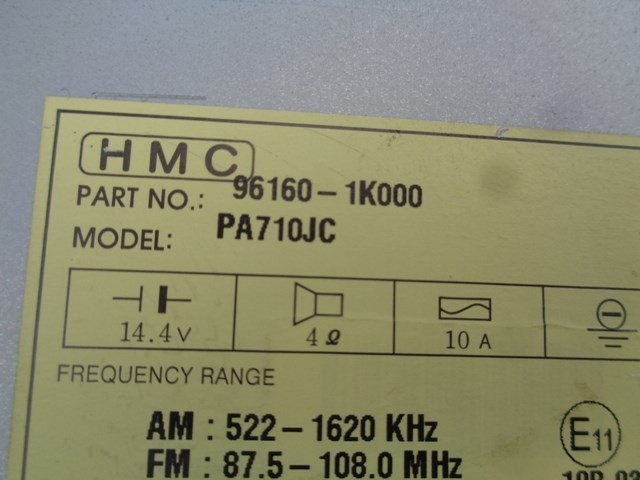 HMC
PART NO.: 96160-1K000
MODEL: PA710JC
14.4V 4Ω 10 A
FREQUENCY RANGE
AM : 522-1620 KHz
E11
FM : 87.5-108.0 MHz